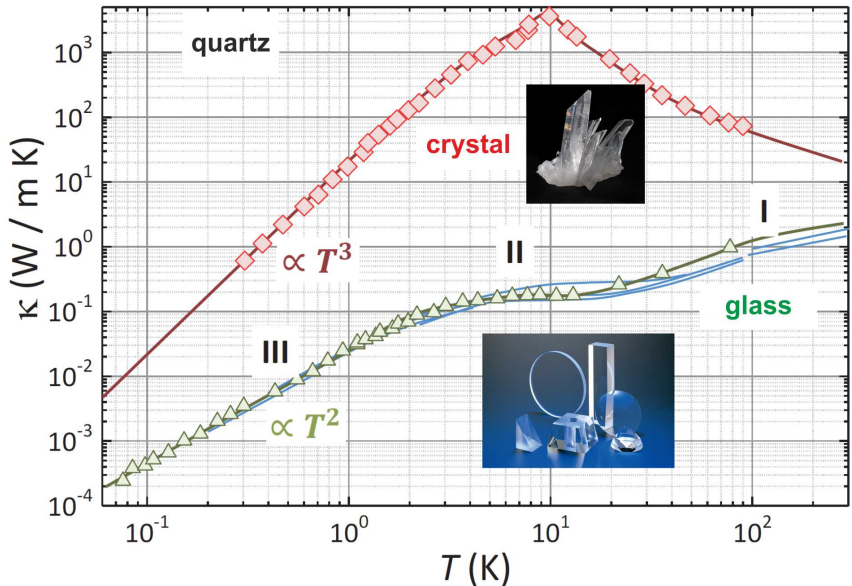 quartz
10³
10²
10¹
10⁰
10⁻¹
10⁻²
10⁻³
10⁻⁴
κ (W / m K)
crystal
∝ T³
I
II
glass
III
∝ T²
10⁻¹
10⁰
10¹
10²
T (K)